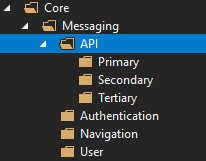 Core
Messaging
API
Primary
Secondary
Tertiary
Authentication
Navigation
User